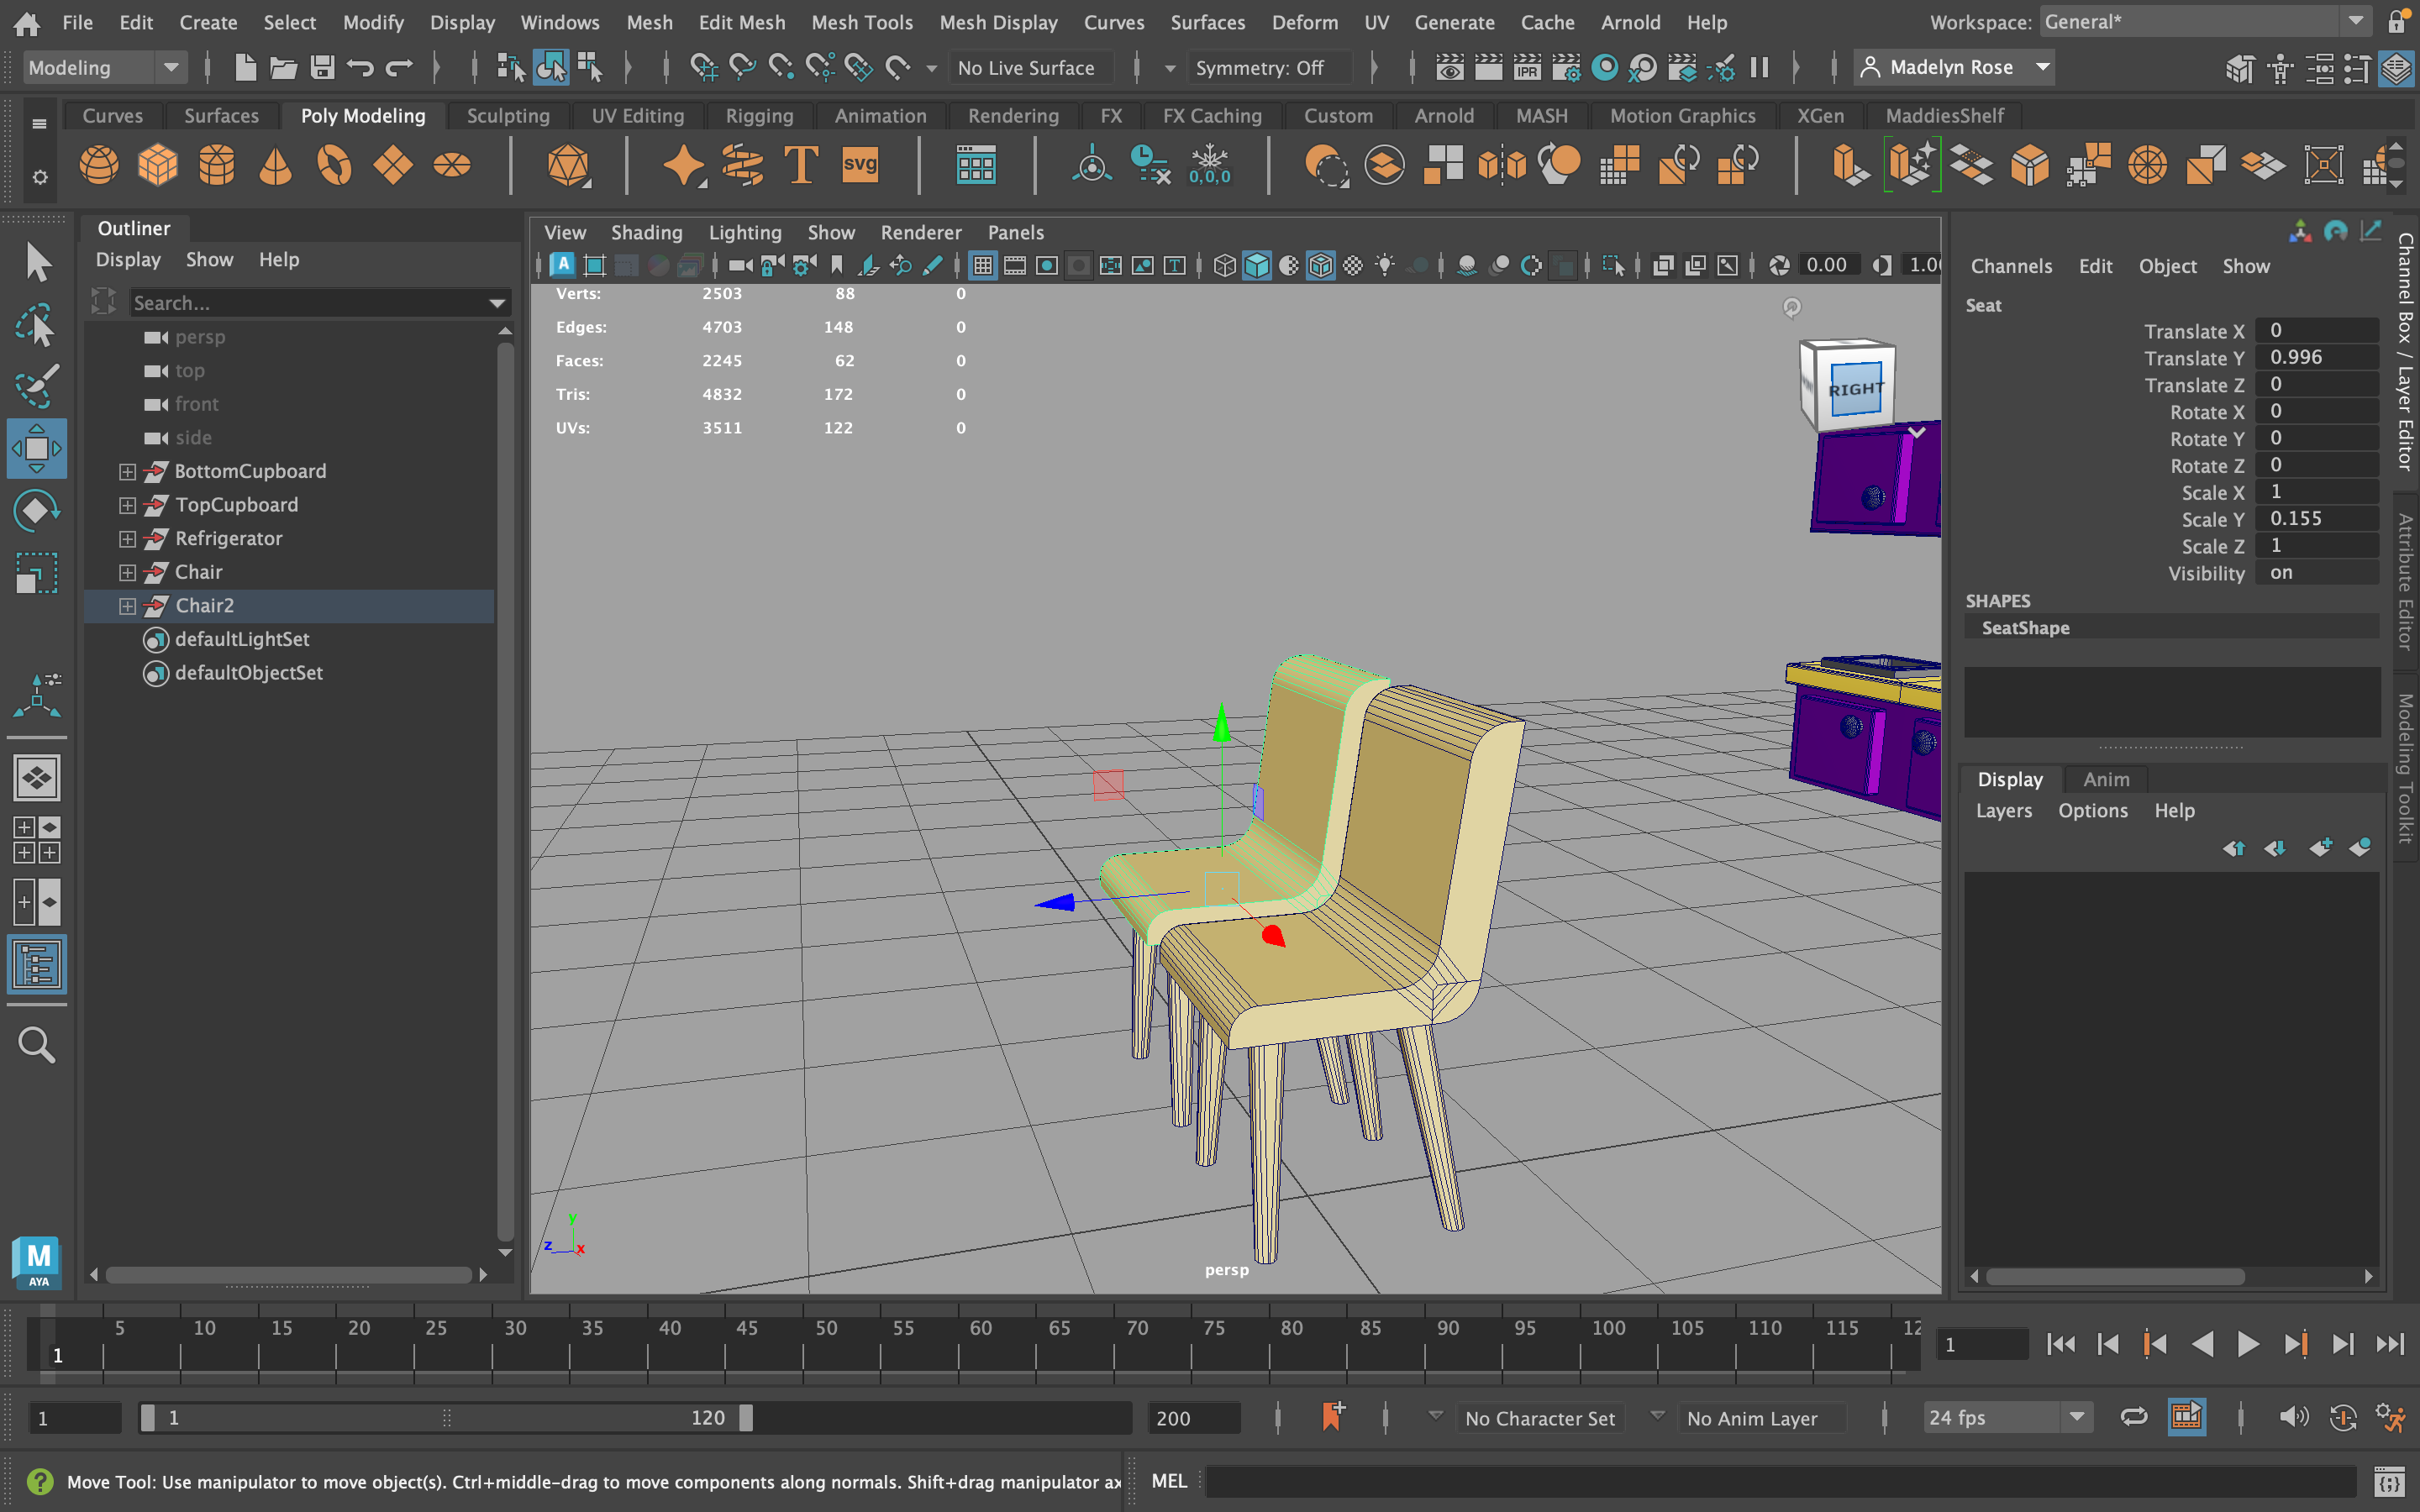 File Edit Create Select Modify Display Windows Mesh Edit Mesh Mesh Tools Mesh Display Curves Surfaces Deform UV Generate Cache Arnold Help Workspace: General*
Modeling No Live Surface Symmetry: Off IPR Madelyn Rose
Curves Surfaces Poly Modeling Sculpting UV Editing Rigging Animation Rendering FX FX Caching Custom Arnold MASH Motion Graphics XGen MaddiesShelf
T svg 0,0,0
Outliner
Display Show Help
Search...
persp
top
front
side
BottomCupboard
TopCupboard
Refrigerator
Chair
Chair2
defaultLightSet
defaultObjectSet
View Shading Lighting Show Renderer Panels
A T 0.00 1.0
Verts: 2503 88 0
Edges: 4703 148 0
Faces: 2245 62 0
Tris: 4832 172 0
UVs: 3511 122 0
RIGHT
y
z x
persp
Channels Edit Object Show
Seat
Translate X 0
Translate Y 0.996
Translate Z 0
Rotate X 0
Rotate Y 0
Rotate Z 0
Scale X 1
Scale Y 0.155
Scale Z 1
Visibility on
SHAPES
SeatShape
Display Anim
Layers Options Help
Channel Box / Layer Editor
Attribute Editor
Modeling Toolkit
M
AYA
5 10 15 20 25 30 35 40 45 50 55 60 65 70 75 80 85 90 95 100 105 110 115 12
1
1
1 1 120 200 No Character Set No Anim Layer 24 fps
Move Tool: Use manipulator to move object(s). Ctrl+middle-drag to move components along normals. Shift+drag manipulator ax
MEL